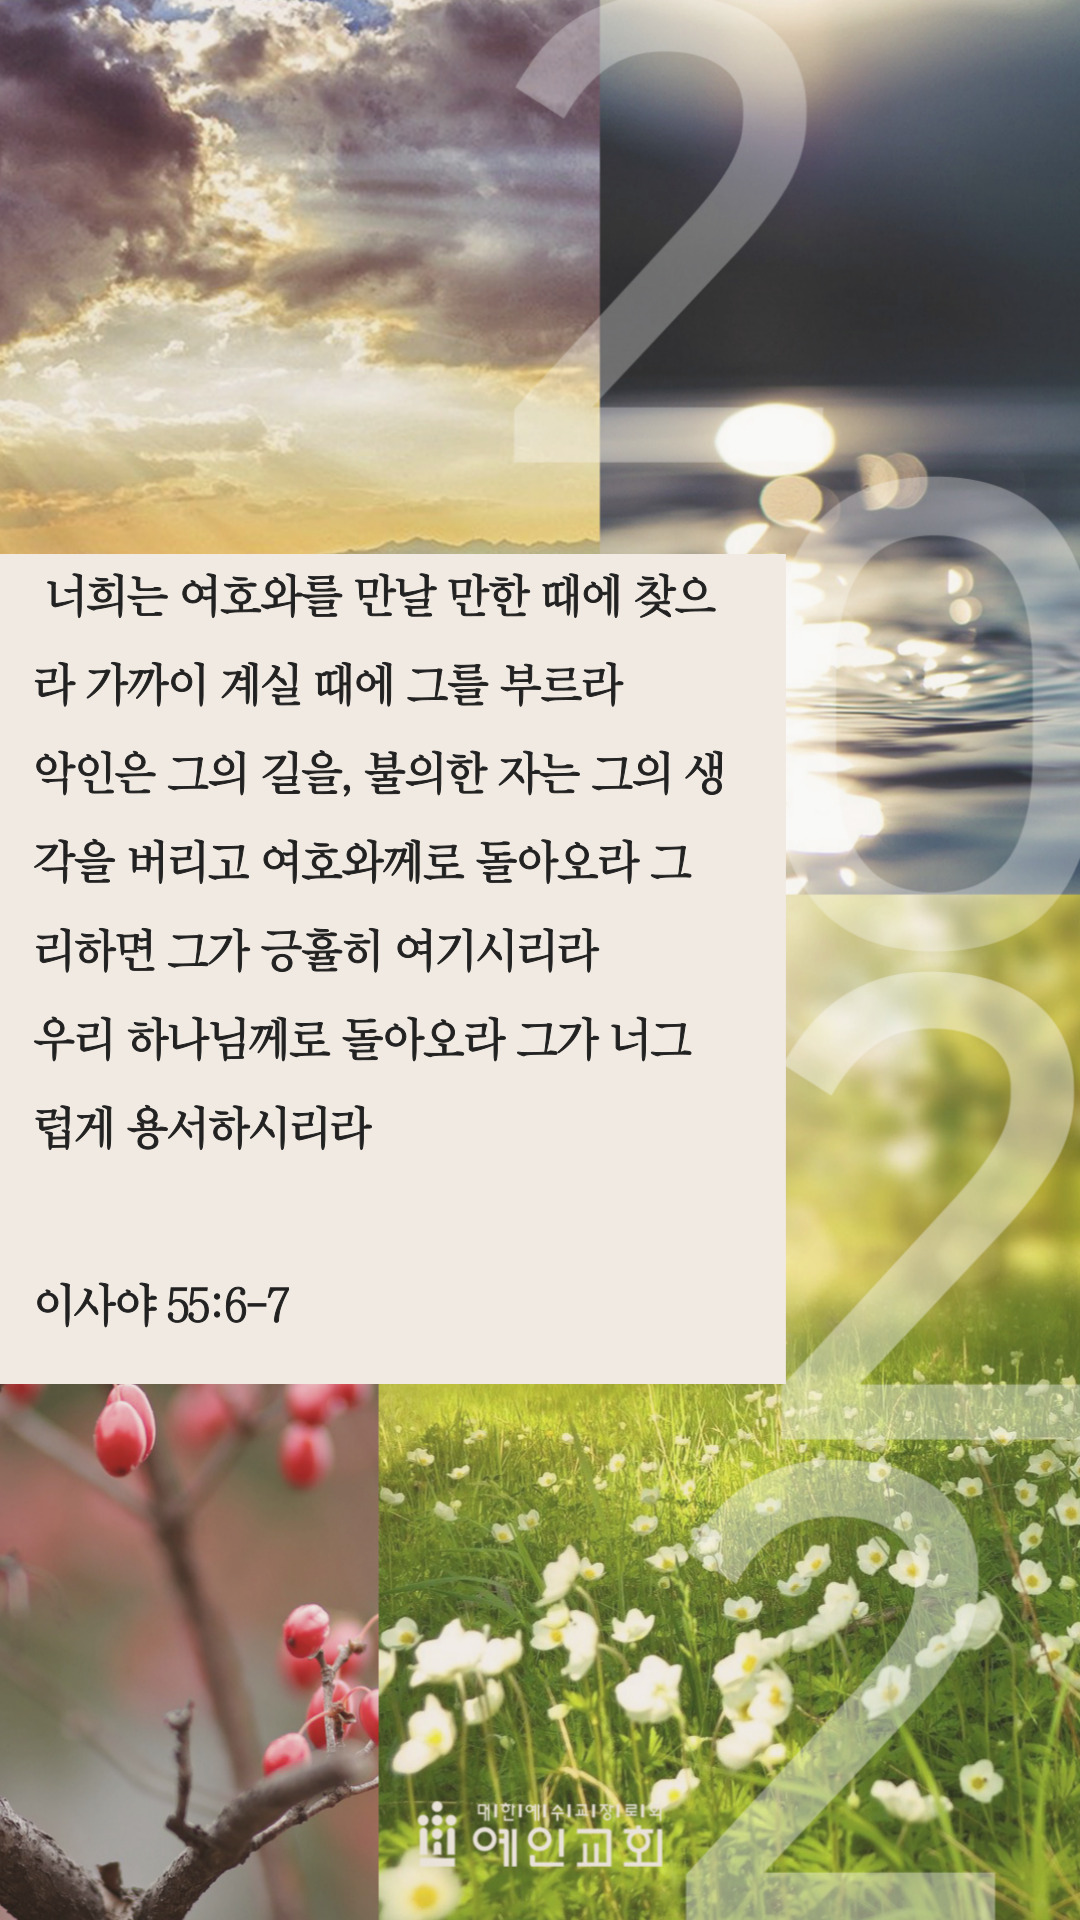 2
0
2
2
너희는 여호와를 만날 만한 때에 찾으
라 가까이 계실 때에 그를 부르라
악인은 그의 길을, 불의한 자는 그의 생
각을 버리고 여호와께로 돌아오라 그
리하면 그가 긍휼히 여기시리라
우리 하나님께로 돌아오라 그가 너그
럽게 용서하시리라
이사야 55:6-7
대한예수교장로회
예인교회